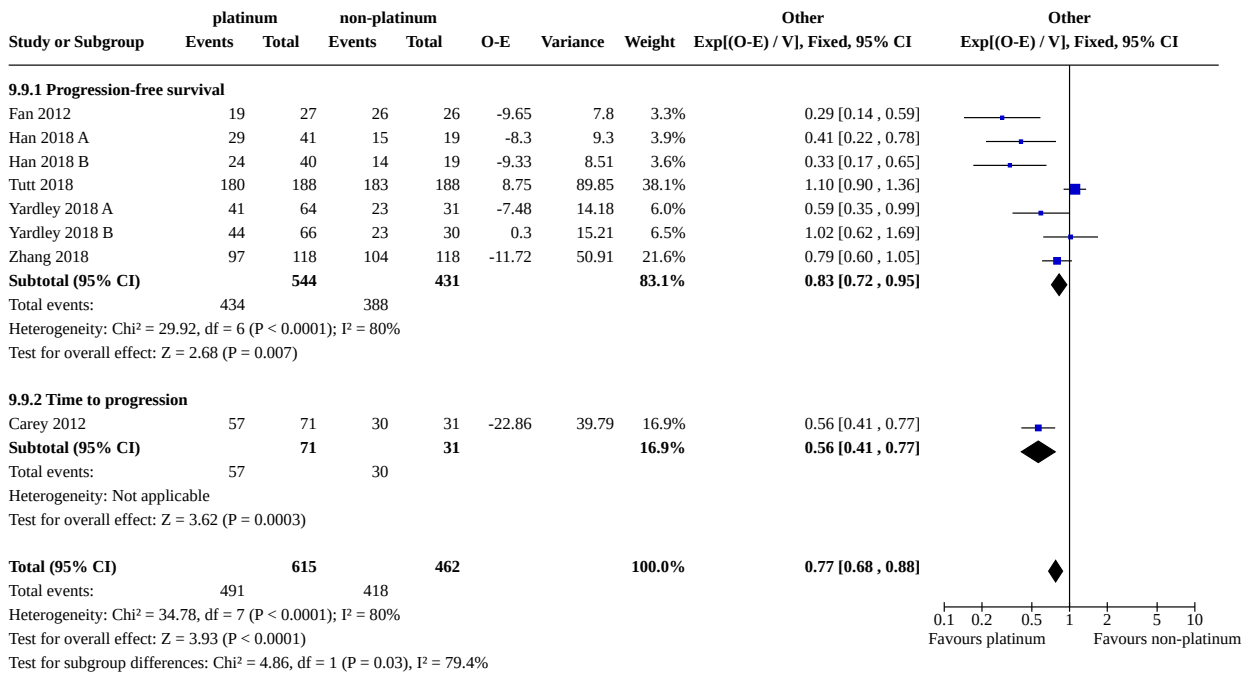 platinum non-platinum Other Other
Study or Subgroup Events Total Events Total O-E Variance Weight Exp[(O-E) / V], Fixed, 95% CI Exp[(O-E) / V], Fixed, 95% CI
9.9.1 Progression-free survival
Fan 2012 19 27 26 26 -9.65 7.8 3.3% 0.29 [0.14 , 0.59]
Han 2018 A 29 41 15 19 -8.3 9.3 3.9% 0.41 [0.22 , 0.78]
Han 2018 B 24 40 14 19 -9.33 8.51 3.6% 0.33 [0.17 , 0.65]
Tutt 2018 180 188 183 188 8.75 89.85 38.1% 1.10 [0.90 , 1.36]
Yardley 2018 A 41 64 23 31 -7.48 14.18 6.0% 0.59 [0.35 , 0.99]
Yardley 2018 B 44 66 23 30 0.3 15.21 6.5% 1.02 [0.62 , 1.69]
Zhang 2018 97 118 104 118 -11.72 50.91 21.6% 0.79 [0.60 , 1.05]
Subtotal (95% CI) 544 431 83.1% 0.83 [0.72 , 0.95]
Total events: 434 388
Heterogeneity: Chi² = 29.92, df = 6 (P < 0.0001); I² = 80%
Test for overall effect: Z = 2.68 (P = 0.007)
9.9.2 Time to progression
Carey 2012 57 71 30 31 -22.86 39.79 16.9% 0.56 [0.41 , 0.77]
Subtotal (95% CI) 71 31 16.9% 0.56 [0.41 , 0.77]
Total events: 57 30
Heterogeneity: Not applicable
Test for overall effect: Z = 3.62 (P = 0.0003)
Total (95% CI) 615 462 100.0% 0.77 [0.68 , 0.88]
Total events: 491 418
Heterogeneity: Chi² = 34.78, df = 7 (P < 0.0001); I² = 80%
Test for overall effect: Z = 3.93 (P < 0.0001)
Test for subgroup differences: Chi² = 4.86, df = 1 (P = 0.03), I² = 79.4%
0.1 0.2 0.5 1 2 5 10
Favours platinum Favours non-platinum